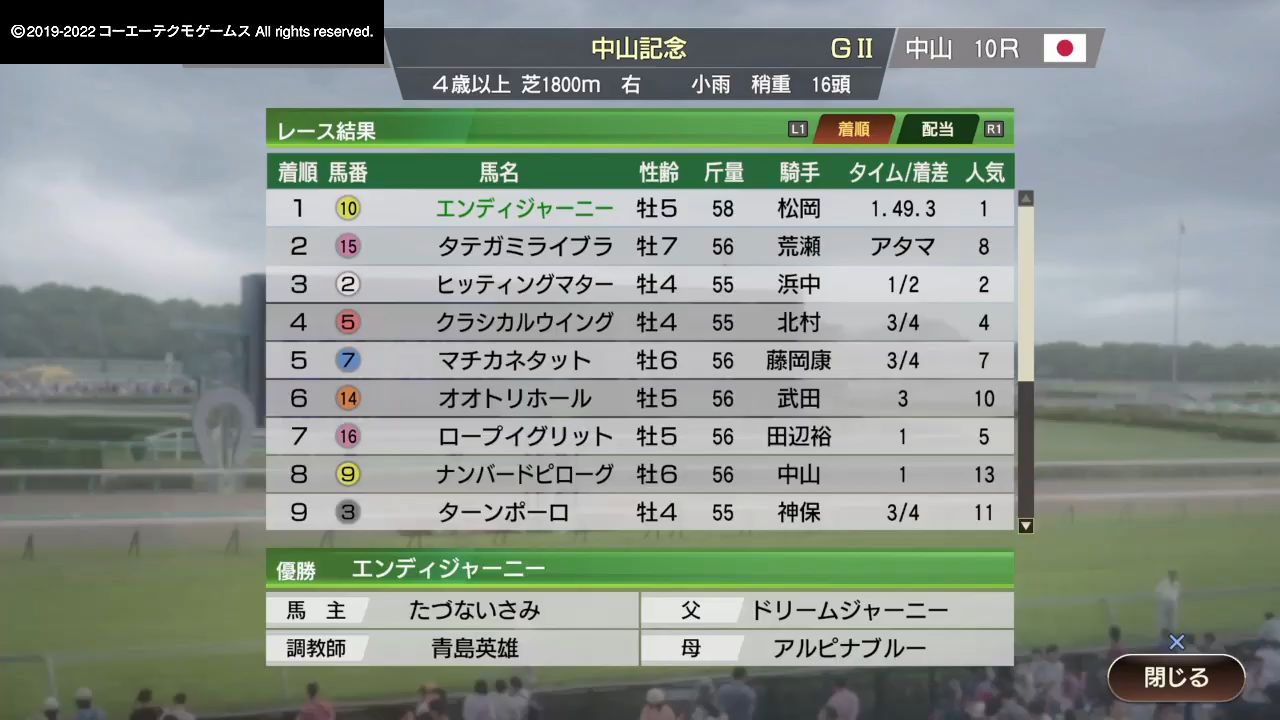 ©2019-2022 コーエーテクモゲームス All rights reserved.
中山記念 GⅡ 中山 10R
4歳以上 芝1800m 右 小雨 稍重 16頭
レース結果 L1 着順 配当 R1
着順 馬番 馬名 性齢 斤量 騎手 タイム/着差 人気
1 10 エンディジャーニー 牡5 58 松岡 1.49.3 1
2 15 タテガミライブラ 牡7 56 荒瀬 アタマ 8
3 2 ヒッティングマター 牡4 55 浜中 1/2 2
4 5 クラシカルウイング 牡4 55 北村 3/4 4
5 7 マチカネタット 牡6 56 藤岡康 3/4 7
6 14 オオトリホール 牡5 56 武田 3 10
7 16 ロープイグリット 牡5 56 田辺裕 1 5
8 9 ナンバードピローグ 牡6 56 中山 1 13
9 3 ターンポーロ 牡4 55 神保 3/4 11
優勝 エンディジャーニー
馬主 たづないさみ 父 ドリームジャーニー
調教師 青島英雄 母 アルピナブルー
閉じる